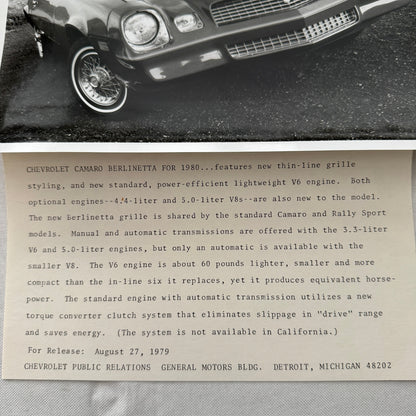 CHEVROLET CAMARO BERLINETTA FOR 1980...features new thin-line grille
styling, and new standard, power-efficient lightweight V6 engine.  Both
optional engines--4.4-liter and 5.0-liter V8s--are also new to the model.
The new Berlinetta grille is shared by the standard Camaro and Rally Sport
models.  Manual and automatic transmissions are offered with the 3.3-liter
V6 and 5.0-liter engines, but only an automatic is available with the
smaller V8.  The V6 engine is about 60 pounds lighter, smaller and more
compact than the in-line six it replaces, yet it produces equivalent horse-
power.  The standard engine with automatic transmission utilizes a new
torque converter clutch system that eliminates slippage in "drive" range
and saves energy.  (The system is not available in California.)
For Release:  August 27, 1979
CHEVROLET PUBLIC RELATIONS  GENERAL MOTORS BLDG.  DETROIT, MICHIGAN 48202